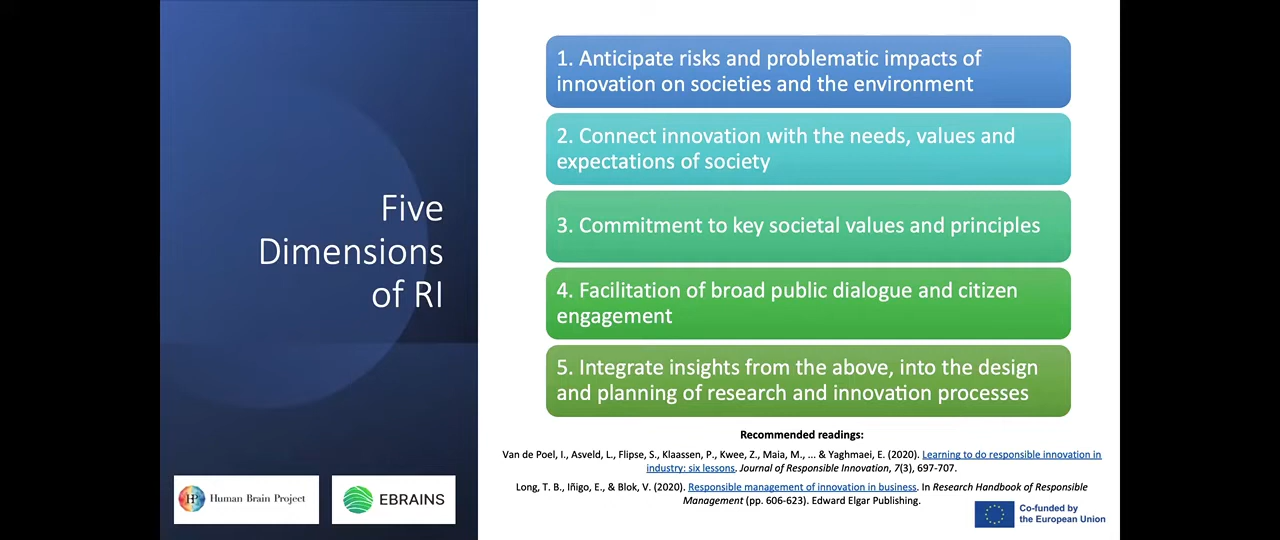 Five
Dimensions
of RI
1. Anticipate risks and problematic impacts of
innovation on societies and the environment
2. Connect innovation with the needs, values and
expectations of society
3. Commitment to key societal values and principles
4. Facilitation of broad public dialogue and citizen
engagement
5. Integrate insights from the above, into the design
and planning of research and innovation processes
Recommended readings:
Van de Poel, I., Asveld, L., Flipse, S., Klaassen, P., Kwee, Z., Maia, M., ... & Yaghmaei, E. (2020). Learning to do responsible innovation in
industry: six lessons. Journal of Responsible Innovation, 7(3), 697-707.
Long, T. B., Iñigo, E., & Blok, V. (2020). Responsible management of innovation in business. In Research Handbook of Responsible
Management (pp. 606-623). Edward Elgar Publishing.
HP Human Brain Project
EBRAINS
Co-funded by
the European Union